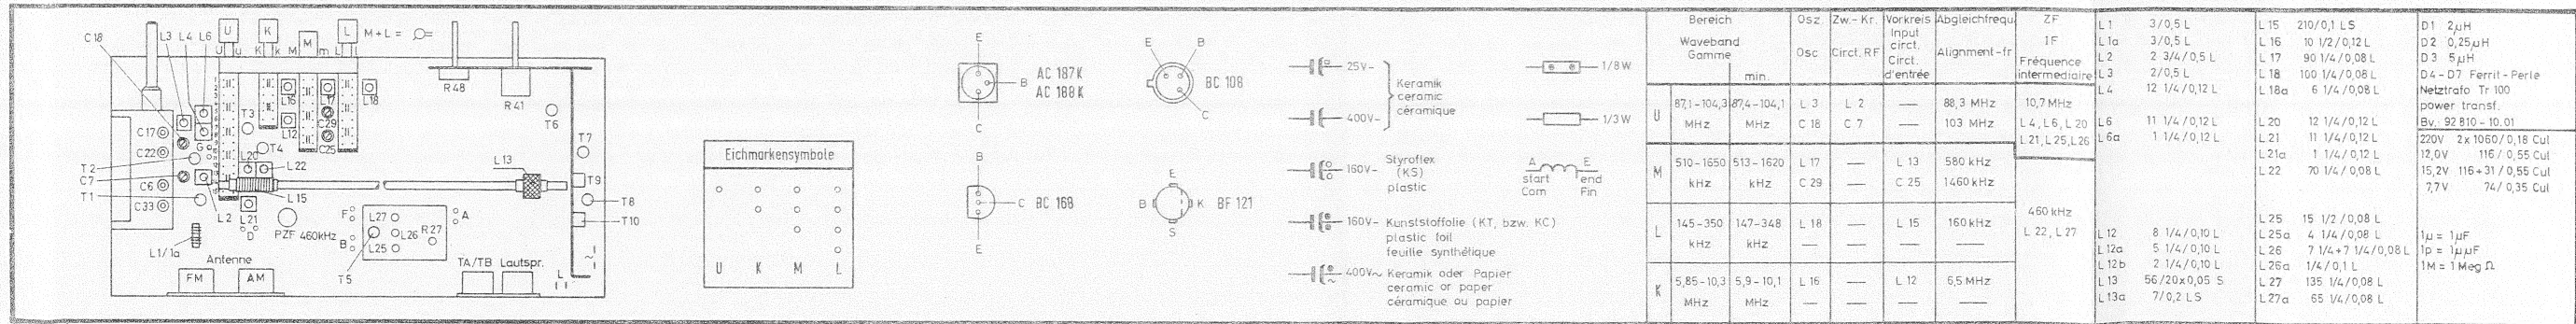 C18 L3 L4 L6
U K M L M+L =
U u K k M m L L
C17
C22
T2
C7
C6
T1
C33
G
T3
T4
L20
L22
L16
L17
L18
C29
L12
C25
L15
L2
L21
D
L1/1a
PZF 460kHz
F
B
L27
L26
L25
R27
A
T5
L13
R48
R41
T6
T7
T9
T8
T10
Antenne
FM AM
TA/TB Lautspr.
L
~
Eichmarkensymbole
U K M L
E
B
C
AC 187K
AC 188K
B
C
E
BC 168
E B
C
BC 108
E
B K
S
BF 121
25V–
400V–
Keramik
ceramic
céramique
160V–
Styroflex
(KS)
plastic
160V– Kunststoffolie (KT, bzw. KC)
plastic foil
feuille synthétique
400V~ Keramik oder Papier
ceramic or paper
céramique ou papier
1/8W
1/3W
A E
start end
Com Fin
Bereich Osz. Zw.-Kr. Vorkreis Abgleichfrequ. ZF
Waveband Input IF
Gamme Osc Circt. RF circt. Alignment-fr
Circt. Fréquence
min. d'entrée intermediaire
U 87,1–104,3 87,4–104,1 L 3 L 2 — 88,3 MHz 10,7 MHz
MHz MHz C 18 C 7 — 103 MHz L 4, L 6, L 20
L 21, L 25, L 26
M 510–1650 513–1620 L 17 — L 13 580 kHz
kHz kHz C 29 — C 25 1460 kHz
L 145–350 147–348 L 18 — L 15 160 kHz 460 kHz
kHz kHz — — — — L 22, L 27
K 5,85–10,3 5,9–10,1 L 16 — L 12 6,5 MHz
MHz MHz — — — —
L 1 3/0,5 L
L 1a 3/0,5 L
L 2 2 3/4/0,5 L
L 3 2/0,5 L
L 4 12 1/4/0,12 L
L 6 11 1/4/0,12 L
L 6a 1 1/4/0,12 L
L 12 8 1/4/0,10 L
L 12a 5 1/4/0,10 L
L 12b 2 1/4/0,10 L
L 13 56/20x0,05 S
L 13a 7/0,2 LS
L 15 210/0,1 LS
L 16 10 1/2/0,12 L
L 17 90 1/4/0,08 L
L 18 100 1/4/0,08 L
L 18a 6 1/4/0,08 L
L 20 12 1/4/0,12 L
L 21 11 1/4/0,12 L
L 21a 1 1/4/0,12 L
L 22 70 1/4/0,08 L
L 25 15 1/2/0,08 L
L 25a 4 1/4/0,08 L
L 26 7 1/4+7 1/4/0,08 L
L 26a 1/4/0,1 L
L 27 135 1/4/0,08 L
L 27a 65 1/4/0,08 L
D1 2µH
D2 0,25µH
D3 5µH
D4–D7 Ferrit-Perle
Netztrafo Tr 100
power transf.
Bv. 92 810 – 10.01
220V 2x1060/0,18 Cul
12,0V 116/0,55 Cul
15,2V 116+31/0,55 Cul
7,7V 74/0,35 Cul
1µ = 1µF
1p = 1µµF
1M = 1Meg Ω